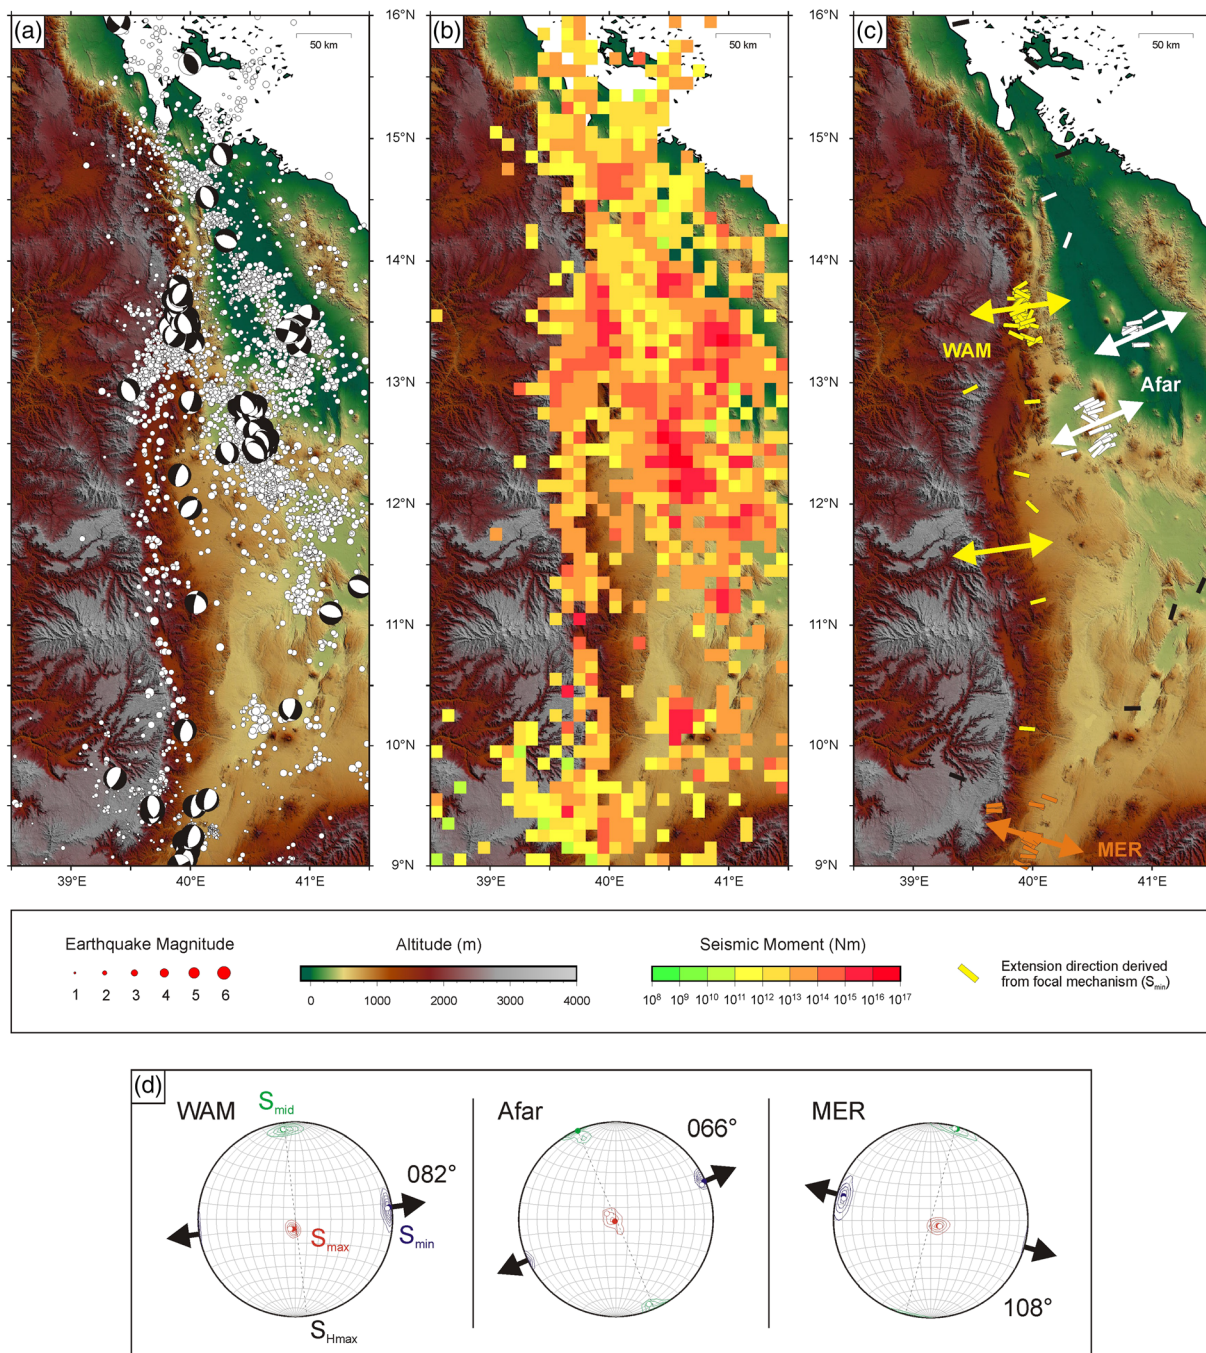 (a)
50 km
(b)
50 km
(c)
50 km
16°N
16°N
15°N
15°N
14°N
14°N
13°N
13°N
12°N
12°N
11°N
11°N
10°N
10°N
9°N
9°N
WAM
Afar
MER
39°E
40°E
41°E
39°E
40°E
41°E
39°E
40°E
41°E
Earthquake Magnitude
1 2 3 4 5 6
Altitude (m)
0 1000 2000 3000 4000
Seismic Moment (Nm)
10⁸ 10⁹ 10¹⁰ 10¹¹ 10¹² 10¹³ 10¹⁴ 10¹⁵ 10¹⁶ 10¹⁷
Extension direction derived
from focal mechanism (Smin)
(d)
WAM
Smid
082°
Smax
Smin
SHmax
Afar
066°
MER
108°